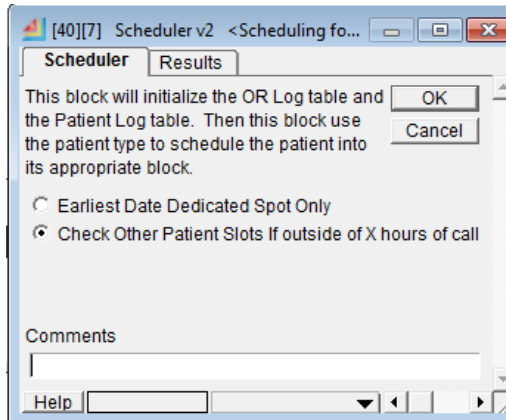 [40][7] Scheduler v2 <Scheduling fo...
Scheduler Results
This block will initialize the OR Log table and
the Patient Log table. Then this block use
the patient type to schedule the patient into
its appropriate block.
OK
Cancel
Earliest Date Dedicated Spot Only
Check Other Patient Slots If outside of X hours of call
Comments
Help